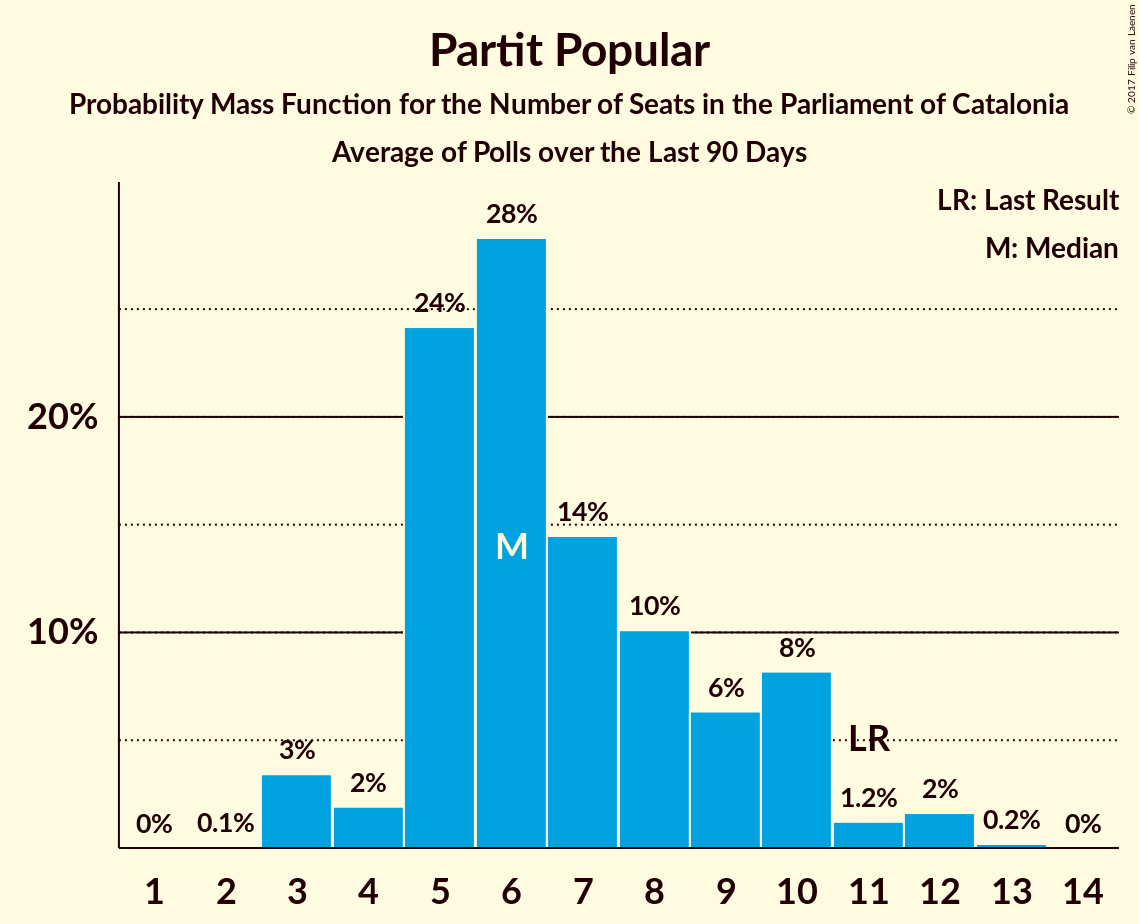 Partit Popular
Probability Mass Function for the Number of Seats in the Parliament of Catalonia
Average of Polls over the Last 90 Days
© 2017 Filip van Laenen
LR: Last Result
M: Median
28%
24%
20%
14%
M
10%
10%
8%
6%
LR
3%
2%
2%
1.2%
0% 0.1% 0.2% 0%
1 2 3 4 5 6 7 8 9 10 11 12 13 14